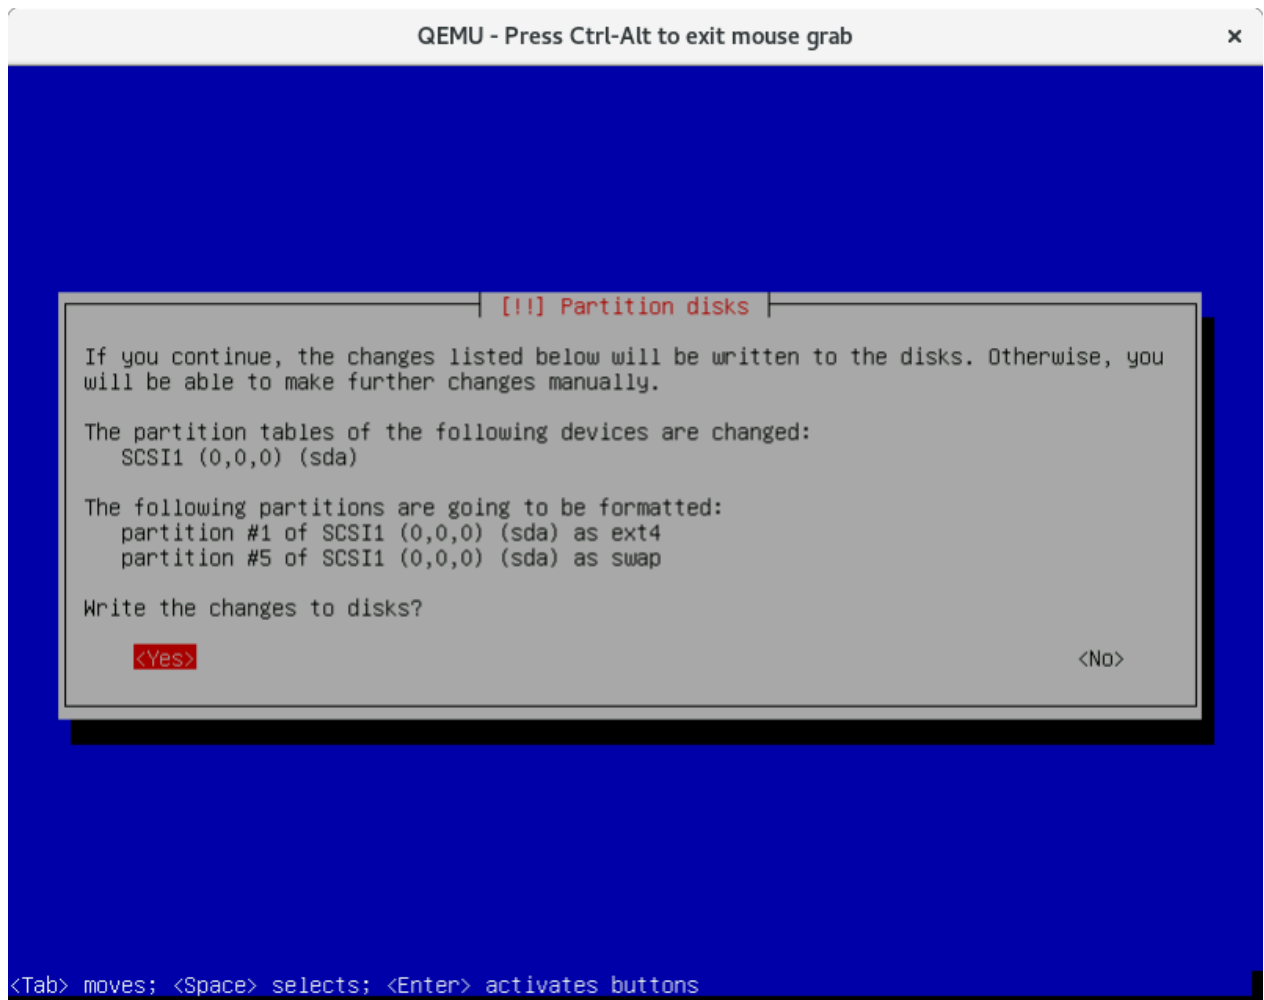 QEMU - Press Ctrl-Alt to exit mouse grab ×
[!!] Partition disks
If you continue, the changes listed below will be written to the disks. Otherwise, you
will be able to make further changes manually.
The partition tables of the following devices are changed:
SCSI1 (0,0,0) (sda)
The following partitions are going to be formatted:
partition #1 of SCSI1 (0,0,0) (sda) as ext4
partition #5 of SCSI1 (0,0,0) (sda) as swap
Write the changes to disks?
<Yes> <No>
<Tab> moves; <Space> selects; <Enter> activates buttons